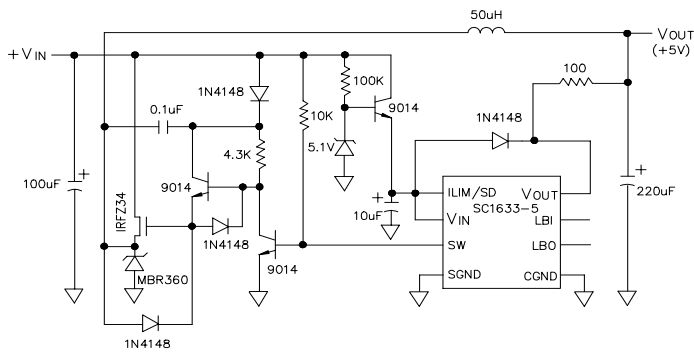 50uH
+VIN
VOUT
(+5V)
100
1N4148
100K
9014
1N4148
0.1uF
10K
4.3K
5.1V
9014
100uF
10uF
ILIM/SD
VOUT
SC1633-5
VIN
LBI
SW
LBO
SGND
CGND
220uF
IRFZ34
1N4148
9014
MBR360
1N4148